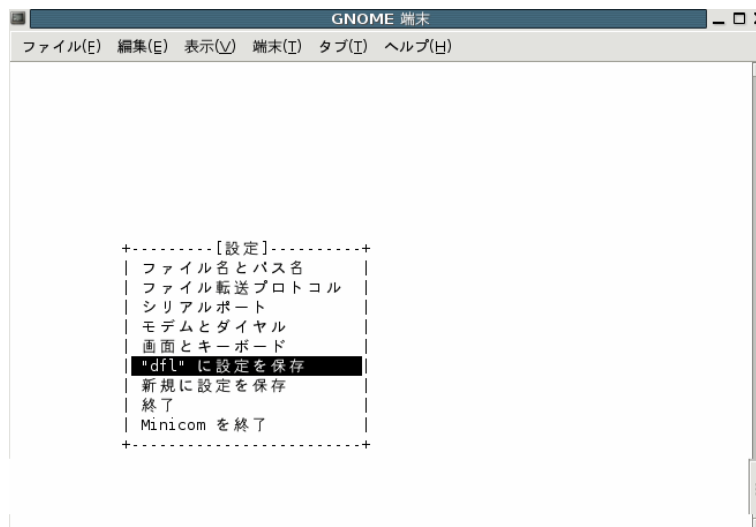 GNOME 端末
ファイル(F) 編集(E) 表示(V) 端末(T) タブ(T) ヘルプ(H)
+---------[設定]----------+
| ファイル名とパス名 |
| ファイル転送プロトコル |
| シリアルポート |
| モデムとダイヤル |
| 画面とキーボード |
| "dfl" に設定を保存 |
| 新規に設定を保存 |
| 終了 |
| Minicom を終了 |
+-------------------------+